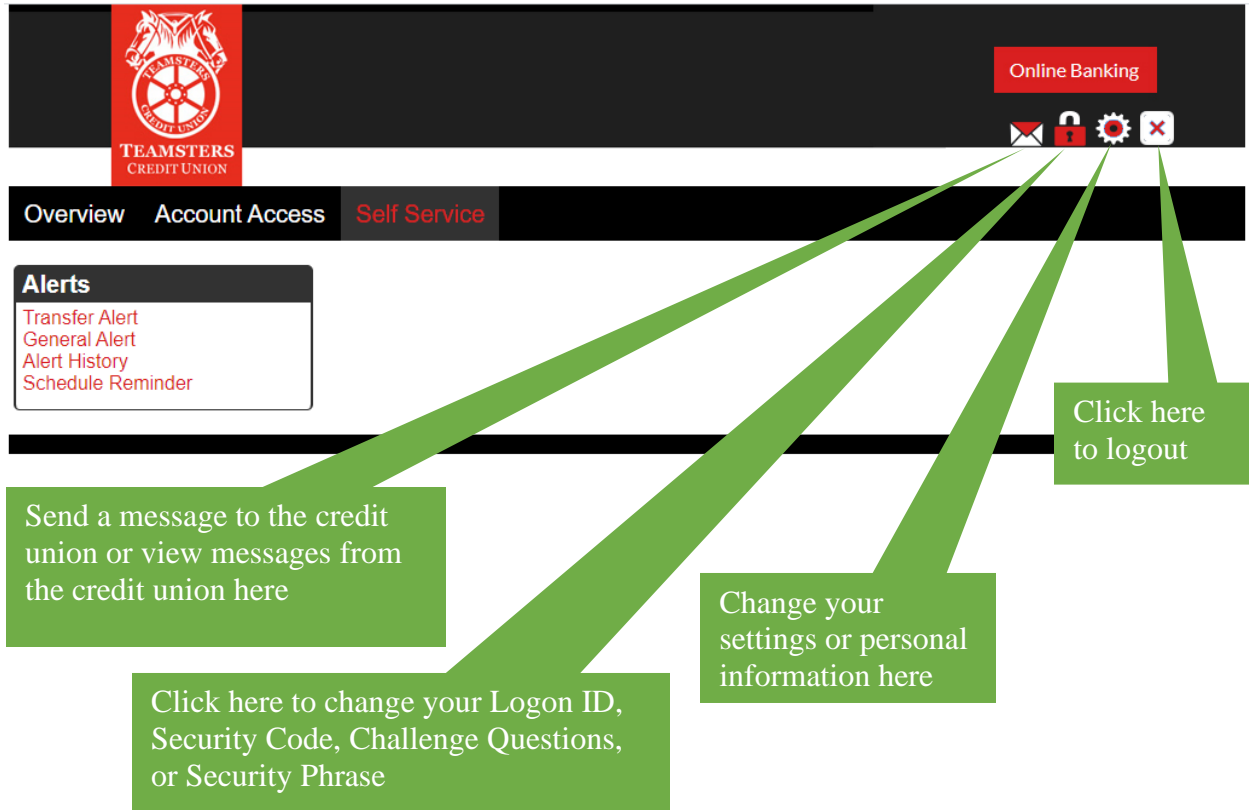 TEAMSTERS
CREDIT UNION
TEAMSTERS
CREDIT UNION
Online Banking
Overview Account Access Self Service
Alerts
Transfer Alert
General Alert
Alert History
Schedule Reminder
Click here
to logout
Send a message to the credit
union or view messages from
the credit union here
Change your
settings or personal
information here
Click here to change your Logon ID,
Security Code, Challenge Questions,
or Security Phrase